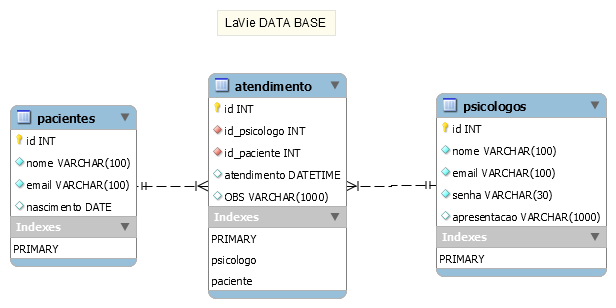 LaVie DATA BASE
pacientes
id INT
nome VARCHAR(100)
email VARCHAR(100)
nascimento DATE
Indexes
PRIMARY
atendimento
id INT
id_psicologo INT
id_paciente INT
atendimento DATETIME
OBS VARCHAR(1000)
Indexes
PRIMARY
psicologo
paciente
psicologos
id INT
nome VARCHAR(100)
email VARCHAR(100)
senha VARCHAR(30)
apresentacao VARCHAR(1000)
Indexes
PRIMARY